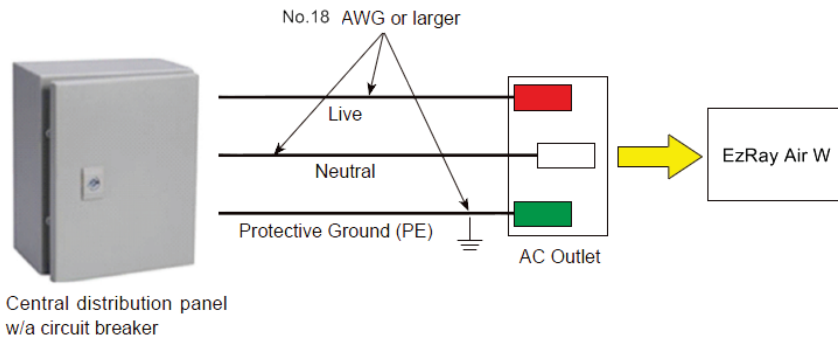 No.18 AWG or larger
Live
Neutral
Protective Ground (PE)
AC Outlet
EzRay Air W
Central distribution panel
w/a circuit breaker